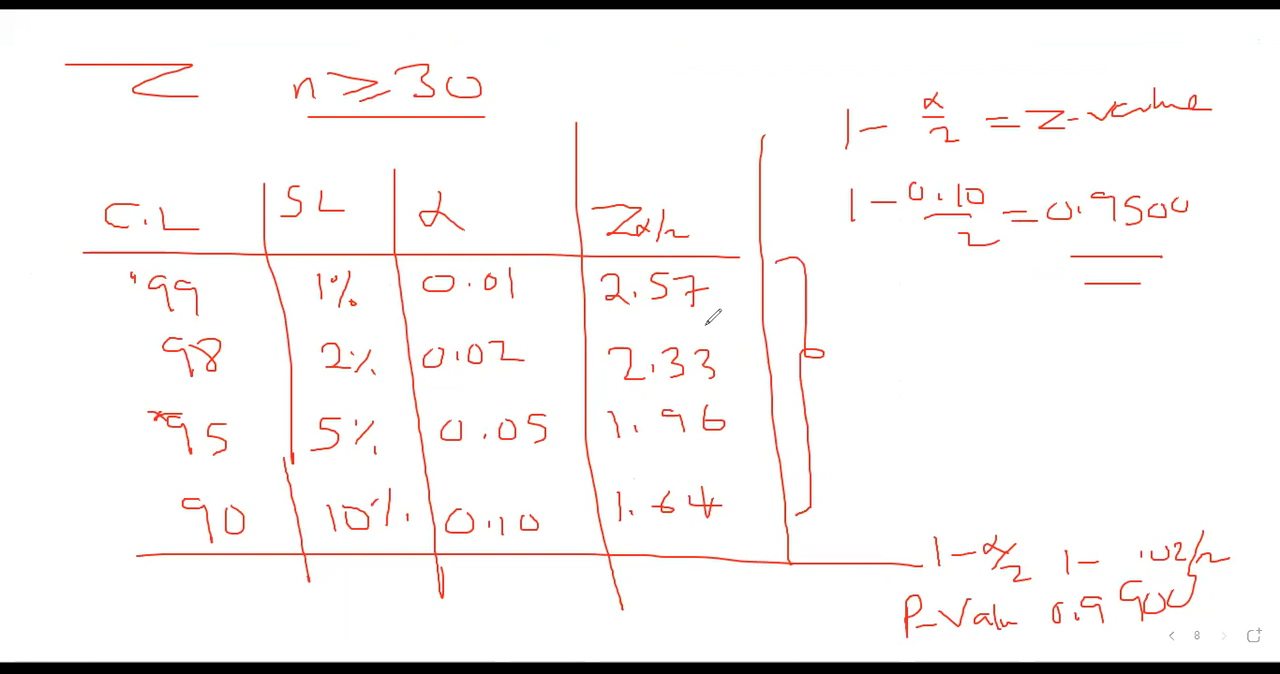 Z n ≥ 30
1 - α/2 = Z-value
1 - 0.10/2 = 0.9500
C.L SL α Zα/2
99 1% 0.01 2.57
98 2% 0.02 2.33
*95 5% 0.05 1.96
90 10%. 0.10 1.64
1-α/2 1- .02/2
P-Valu 0.9900
8